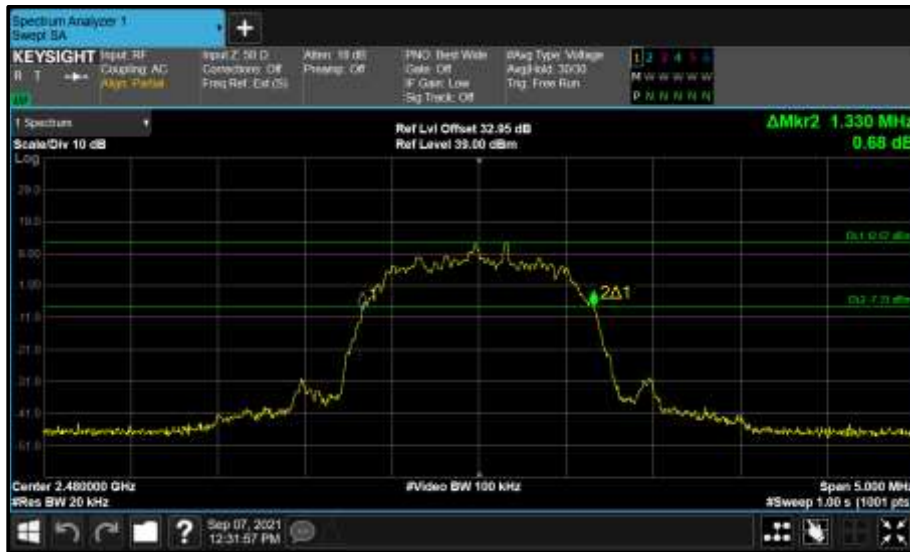 Spectrum Analyzer 1
Swept SA
+
KEYSIGHT
R T
Input: RF
Coupling: AC
Align: Partial
Input Z: 50 Ω
Corrections: Off
Freq Ref: Ext (S)
Atten: 10 dB
Preamp: Off
PNO: Best Wide
Gate: Off
IF Gain: Low
Sig Track: Off
#Avg Type: Voltage
Avg|Hold: 30/30
Trig: Free Run
1 2 3 4 5 6
M W W W W W
P N N N N N
1 Spectrum
Scale/Div 10 dB
Log
Ref Lvl Offset 32.95 dB
Ref Level 39.00 dBm
ΔMkr2 1.330 MHz
0.68 dB
29.0
19.0
9.00
1.00
-11.0
-21.0
-31.0
-41.0
-51.0
2Δ1
Center 2.480000 GHz
#Res BW 20 kHz
#Video BW 100 kHz
Span 5.000 MHz
#Sweep 1.00 s (1001 pts
?
Sep 07, 2021
12:31:57 PM